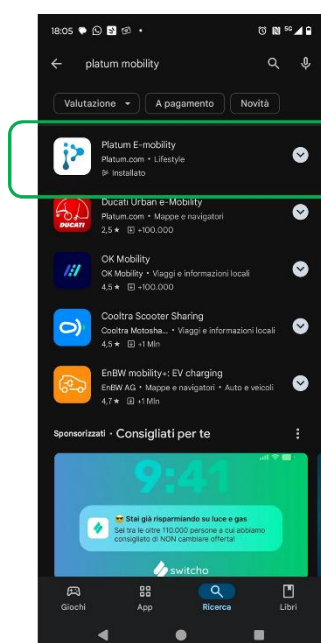 18:05
5G
platum mobility
Valutazione
A pagamento
Novità
Platum E-mobility
Platum.com • Lifestyle
Installato
DUCATI
Ducati Urban e-Mobility
Platum.com • Mappe e navigatori
2,5 ★ +100.000
OK Mobility
OK Mobility • Viaggi e informazioni locali
4,5 ★ +100.000
Cooltra Scooter Sharing
Cooltra Motosha... • Viaggi e informazioni locali
4,5 ★ +1 Mln
EnBW mobility+: EV charging
EnBW AG • Mappe e navigatori • Auto e veicoli
4,7 ★ +1 Mln
Sponsorizzati • Consigliati per te
9:41
Stai già risparmiando su luce e gas
Sei tra le oltre 110.000 persone a cui abbiamo
consigliato di NON cambiare offerta!
switcho
Giochi
App
Ricerca
Libri